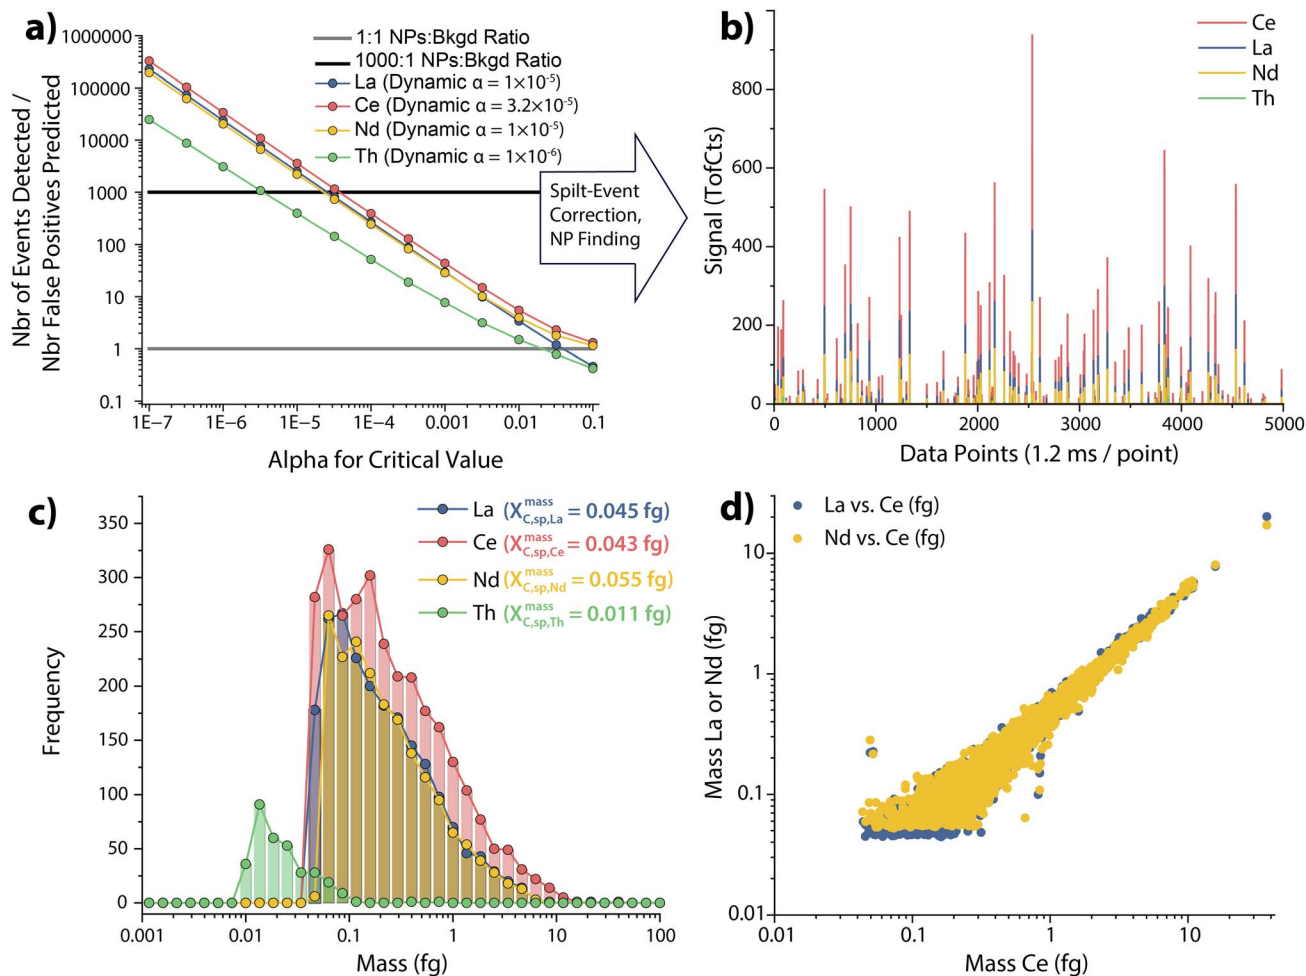 a)
1:1 NPs:Bkgd Ratio
1000:1 NPs:Bkgd Ratio
La (Dynamic α = 1×10⁻⁵)
Ce (Dynamic α = 3.2×10⁻⁵)
Nd (Dynamic α = 1×10⁻⁵)
Th (Dynamic α = 1×10⁻⁶)
Nbr of Events Detected /
Nbr False Positives Predicted
1000000
100000
10000
1000
100
10
1
0.1
1E-7
1E-6
1E-5
1E-4
0.001
0.01
0.1
Alpha for Critical Value
Spilt-Event
Correction,
NP Finding
b)
Ce
La
Nd
Th
Signal (TofCts)
800
600
400
200
0
0
1000
2000
3000
4000
5000
Data Points (1.2 ms / point)
c)
La (X^mass_C,sp,La = 0.045 fg)
Ce (X^mass_C,sp,Ce = 0.043 fg)
Nd (X^mass_C,sp,Nd = 0.055 fg)
Th (X^mass_C,sp,Th = 0.011 fg)
Frequency
350
300
250
200
150
100
50
0
0.001
0.01
0.1
1
10
100
Mass (fg)
d)
La vs. Ce (fg)
Nd vs. Ce (fg)
Mass La or Nd (fg)
10
1
0.1
0.01
0.01
0.1
1
10
Mass Ce (fg)